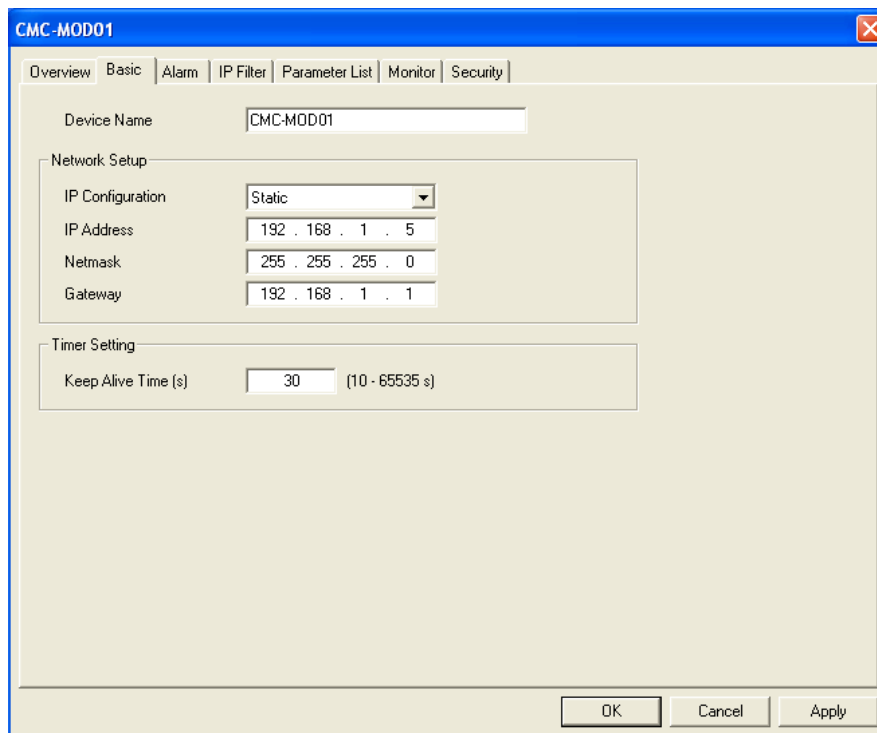 CMC-MOD01
Overview Basic Alarm IP Filter Parameter List Monitor Security
Device Name CMC-MOD01
Network Setup
IP Configuration Static
IP Address 192 . 168 . 1 . 5
Netmask 255 . 255 . 255 . 0
Gateway 192 . 168 . 1 . 1
Timer Setting
Keep Alive Time (s) 30 (10 - 65535 s)
OK Cancel Apply